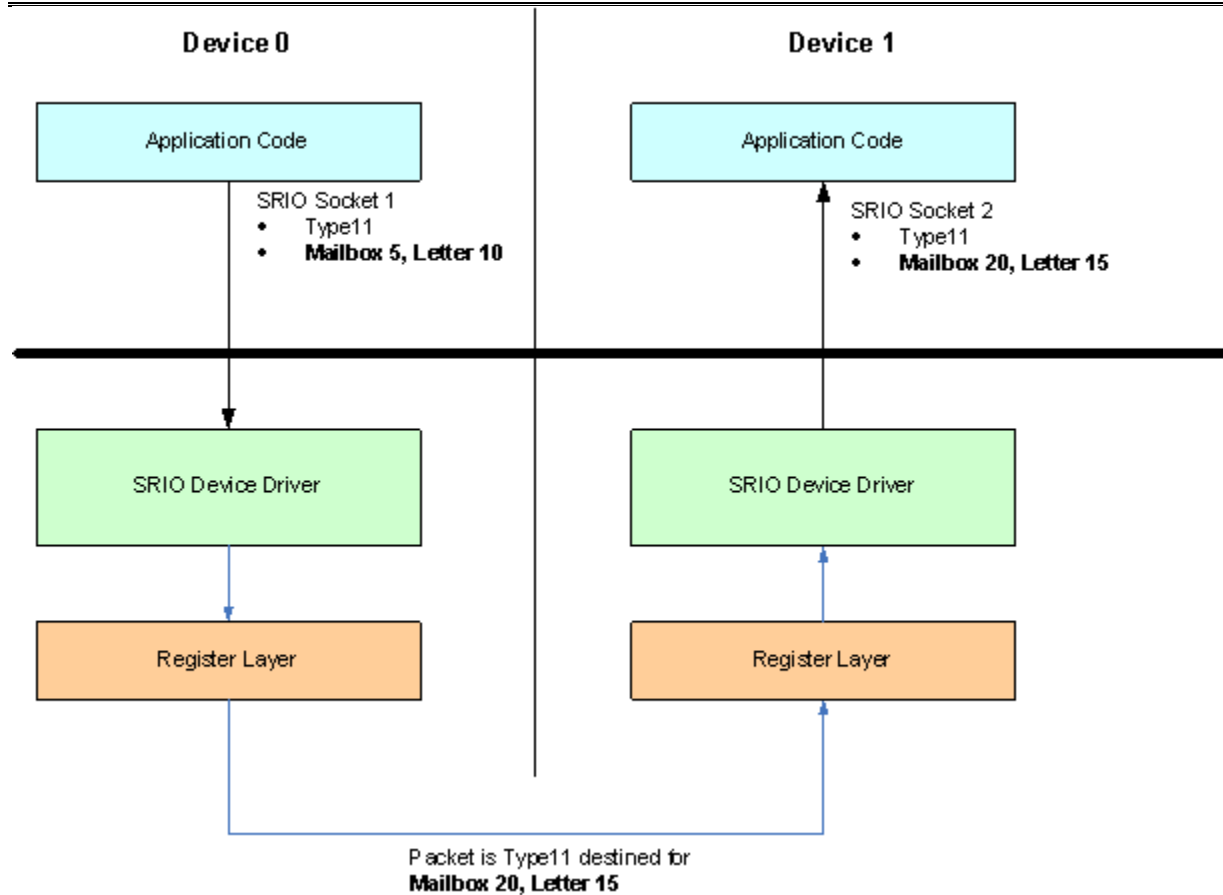 Device 0
Device 1
Application Code
Application Code
SRIO Socket 1
• Type11
• Mailbox 5, Letter 10
SRIO Socket 2
• Type11
• Mailbox 20, Letter 15
SRIO Device Driver
SRIO Device Driver
Register Layer
Register Layer
Packet is Type11 destined for
Mailbox 20, Letter 15